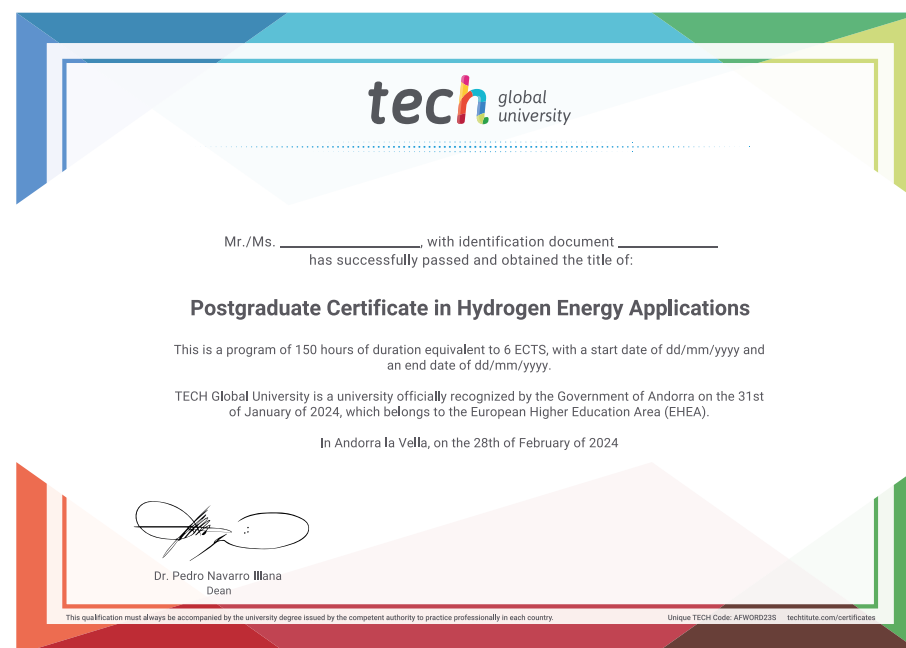 tech global university
Mr./Ms. ____________________, with identification document ______________
has successfully passed and obtained the title of:
Postgraduate Certificate in Hydrogen Energy Applications
This is a program of 150 hours of duration equivalent to 6 ECTS, with a start date of dd/mm/yyyy and
an end date of dd/mm/yyyy.
TECH Global University is a university officially recognized by the Government of Andorra on the 31st
of January of 2024, which belongs to the European Higher Education Area (EHEA).
In Andorra la Vella, on the 28th of February of 2024
Dr. Pedro Navarro Illana
Dean
This qualification must always be accompanied by the university degree issued by the competent authority to practice professionally in each country. Unique TECH Code: AFWORD23S techtitute.com/certificates